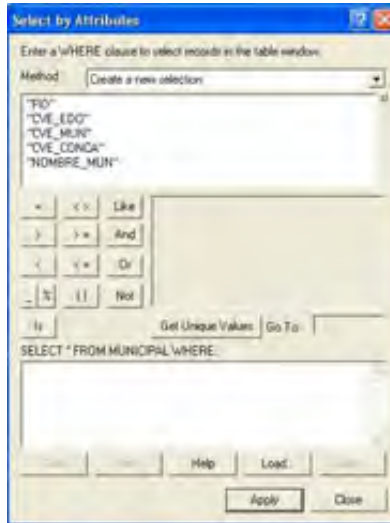 Select by Attributes
Enter a WHERE clause to select records in the table window.
Method: Create a new selection
"FID"
"CVE_EDO"
"CVE_MUN"
"CVE_CONCA"
"NOMBRE_MUN"
= <> Like
> >= And
< <= Or
_ % () Not
Is Get Unique Values Go To:
SELECT * FROM MUNICIPAL WHERE:
Help Load...
Apply Close